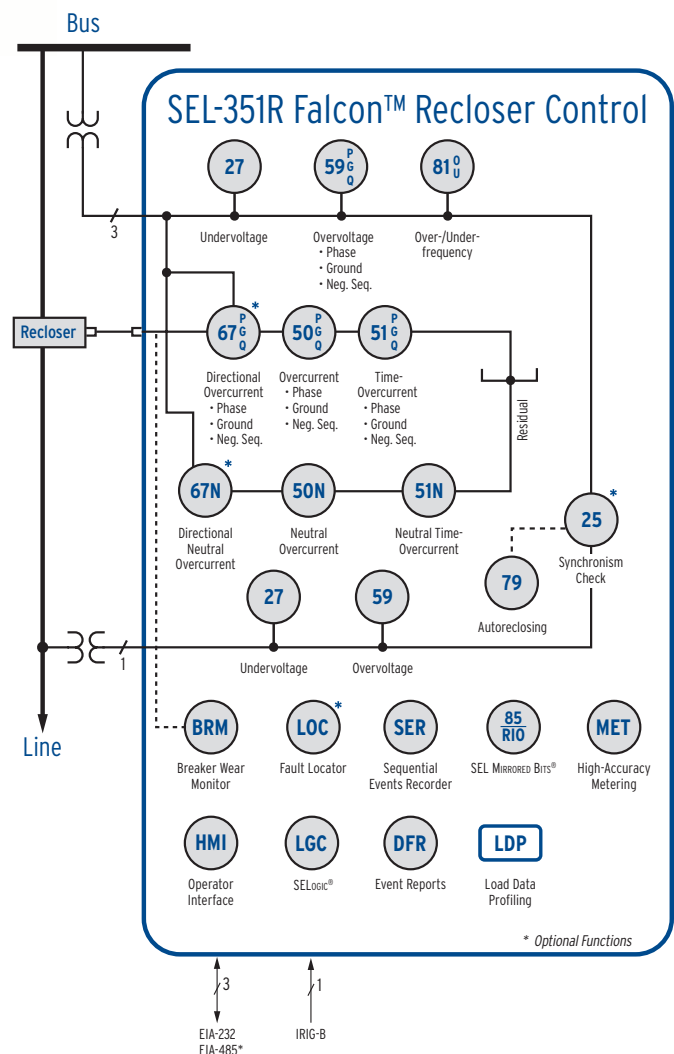 Bus
SEL-351R Falcon™ Recloser Control
27
59 P G Q
81 O U
3
Undervoltage
Overvoltage
· Phase
· Ground
· Neg. Seq.
Over-/Under-
frequency
Recloser
67 P G Q *
50 P G Q
51 P G Q
Directional
Overcurrent
· Phase
· Ground
· Neg. Seq.
Overcurrent
· Phase
· Ground
· Neg. Seq.
Time-
Overcurrent
· Phase
· Ground
· Neg. Seq.
Residual
67N *
50N
51N
Directional
Neutral
Overcurrent
Neutral
Overcurrent
Neutral Time-
Overcurrent
25 *
Synchronism
Check
79
Autoreclosing
27
59
1
Undervoltage
Overvoltage
Line
BRM
LOC *
SER
85
RIO
MET
Breaker Wear
Monitor
Fault Locator
Sequential
Events Recorder
SEL MIRRORED BITS®
High-Accuracy
Metering
HMI
LGC
DFR
LDP
Operator
Interface
SELOGIC®
Event Reports
Load Data
Profiling
* Optional Functions
3
1
EIA-232
EIA-485*
IRIG-B